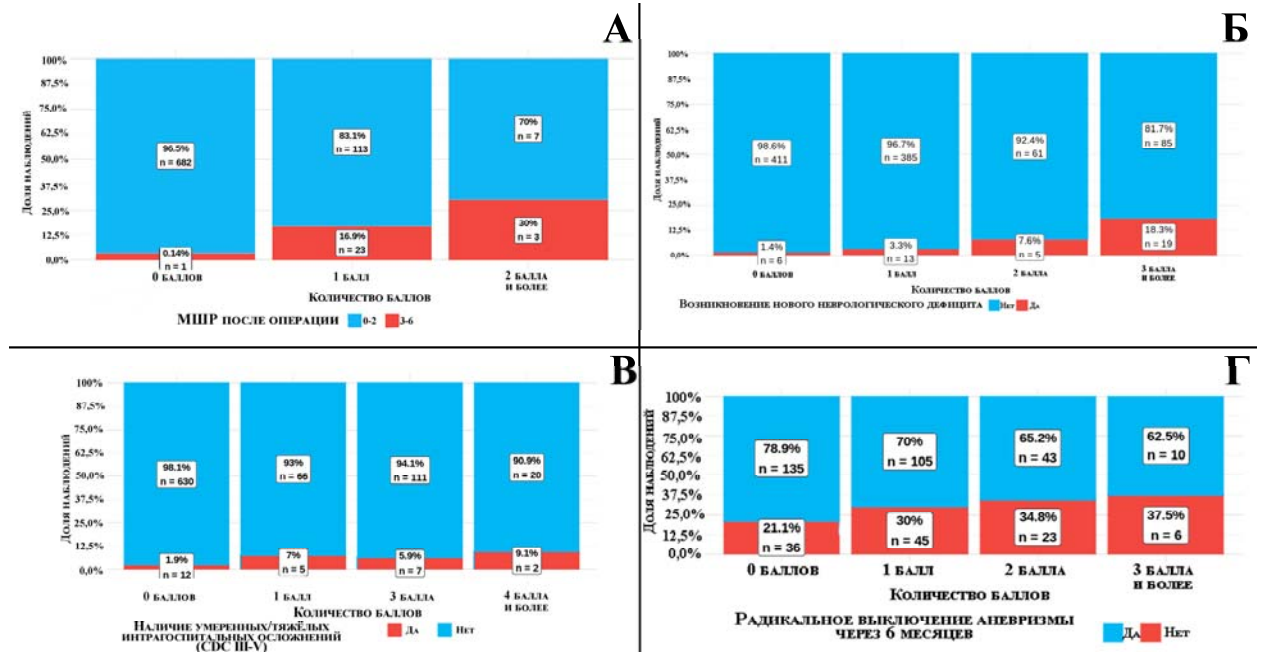 А
100%
87,5%
75,0%
62,5%
50,0%
37,5%
25,0%
12,5%
0,0%
Доля наблюдений
96.5%
n = 682
0.14%
n = 1
83.1%
n = 113
16.9%
n = 23
70%
n = 7
30%
n = 3
0 баллов
1 балл
2 балла
и более
Количество баллов
МШР после операции 0-2 3-6
Б
100%
87,5%
75,0%
62,5%
50,0%
37,5%
25,0%
12,5%
0,0%
Доля наблюдений
98.6%
n = 411
1.4%
n = 6
96.7%
n = 385
3.3%
n = 13
92.4%
n = 61
7.6%
n = 5
81.7%
n = 85
18.3%
n = 19
0 баллов
1 балл
2 балла
3 балла
и более
Количество баллов
Возникновение нового неврологического дефицита Нет Да
В
100%
87,5%
75,0%
62,5%
50,0%
37,5%
25,0%
12,5%
0,0%
Доля наблюдений
98.1%
n = 630
1.9%
n = 12
93%
n = 66
7%
n = 5
94.1%
n = 111
5.9%
n = 7
90.9%
n = 20
9.1%
n = 2
0 баллов
1 балл
3 балла
4 балла
и более
Количество баллов
Наличие умеренных/тяжёлых
интрагоспитальных осложнений
(CDC III-V)
Да Нет
Г
100%
87,5%
75,0%
62,5%
50,0%
37,5%
25,0%
12,5%
0,0%
Доля наблюдений
78.9%
n = 135
21.1%
n = 36
70%
n = 105
30%
n = 45
65.2%
n = 43
34.8%
n = 23
62.5%
n = 10
37.5%
n = 6
0 баллов
1 балл
2 балла
3 балла
и более
Количество баллов
Радикальное выключение аневризмы
через 6 месяцев
Да Нет